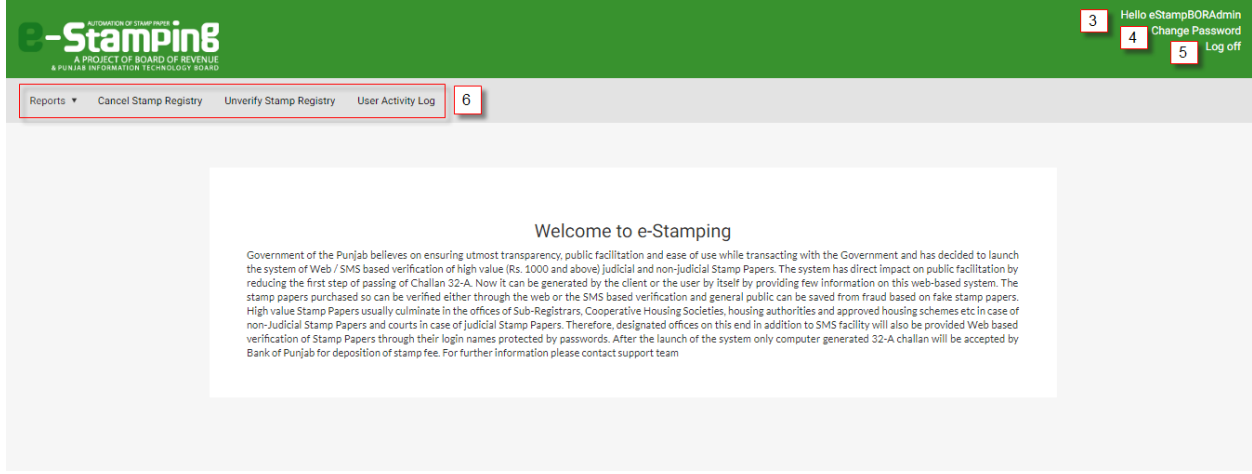 AUTOMATION OF STAMP PAPER
e-Stamping
A PROJECT OF BOARD OF REVENUE
& PUNJAB INFORMATION TECHNOLOGY BOARD
3 Hello eStampBORAdmin
4 Change Password
5 Log off
Reports ▼ Cancel Stamp Registry Unverify Stamp Registry User Activity Log 6
Welcome to e-Stamping
Government of the Punjab believes on ensuring utmost transparency, public facilitation and ease of use while transacting with the Government and has decided to launch
the system of Web / SMS based verification of high value (Rs. 1000 and above) judicial and non-judicial Stamp Papers. The system has direct impact on public facilitation by
reducing the first step of passing of Challan 32-A. Now it can be generated by the client or the user by itself by providing few information on this web-based system. The
stamp papers purchased so can be verified either through the web or the SMS based verification and general public can be saved from fraud based on fake stamp papers.
High value Stamp Papers usually culminate in the offices of Sub-Registrars, Cooperative Housing Societies, housing authorities and approved housing schemes etc in case of
non-Judicial Stamp Papers and courts in case of judicial Stamp Papers. Therefore, designated offices on this end in addition to SMS facility will also be provided Web based
verification of Stamp Papers through their login names protected by passwords. After the launch of the system only computer generated 32-A challan will be accepted by
Bank of Punjab for deposition of stamp fee. For further information please contact support team